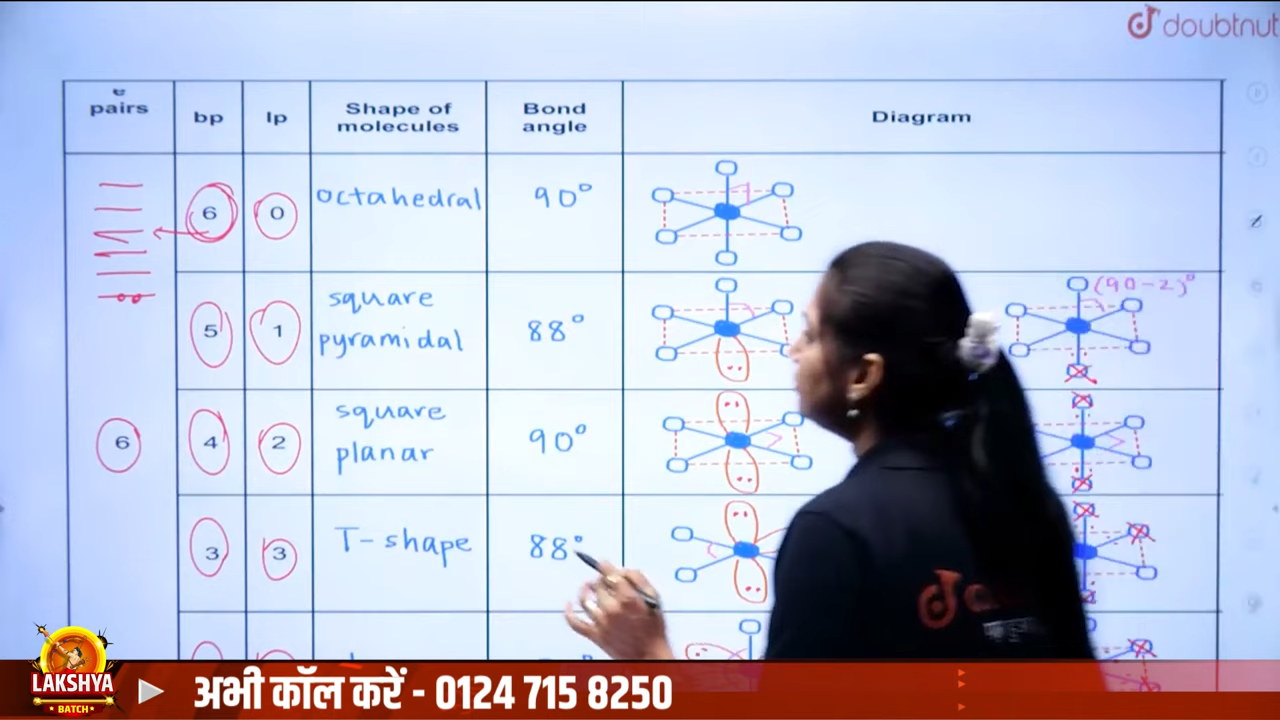 doubtnut
e pairs bp lp Shape of molecules Bond angle Diagram
6 0 octahedral 90°
5 1 square pyramidal 88° (90-2)°
6 4 2 square planar 90°
3 3 T-shape 88°
LAKSHYA
BATCH
अभी कॉल करें - 0124 715 8250